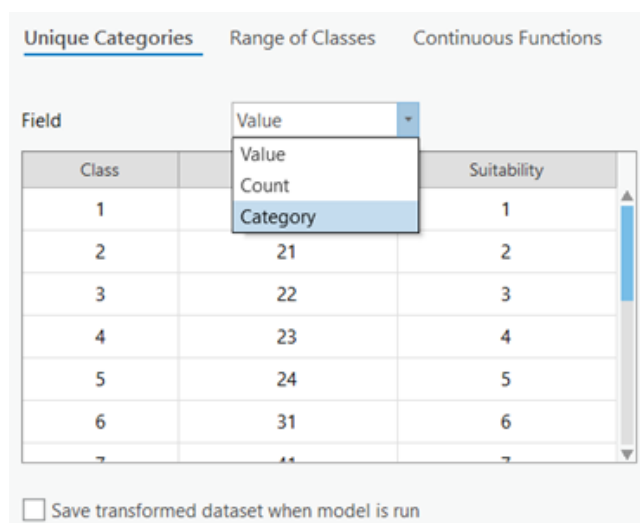 Unique Categories Range of Classes Continuous Functions
Field Value
Value
Count
Category
Class Suitability
1 1
2 21 2
3 22 3
4 23 4
5 24 5
6 31 6
Save transformed dataset when model is run